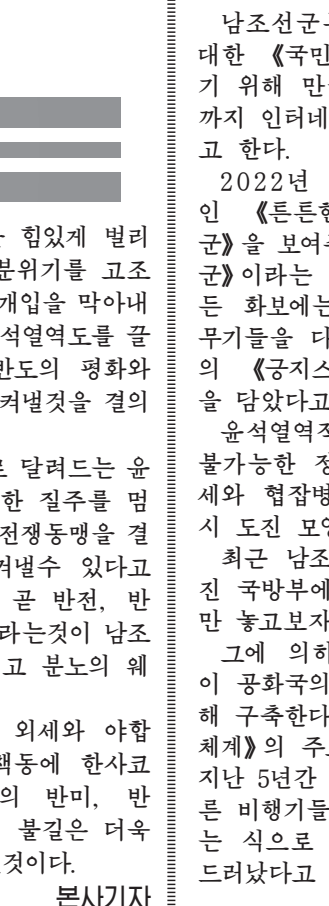 힘있게 벌리
분위기를 고조
개입을 막아내
석열역도를 끌
반도의 평화와
켜낼것을 결의
로 달려드는 윤
한 질주를 멈
전쟁동맹을 결
겨낼수 있다고
곧 반전, 반
라는것이 남조
고 분노의 웨
외세와 야합
책동에 한사코
의 반미, 반
불길은 더욱
것이다.
본사기자
남조선군
대한 《국민
기 위해 만
까지 인터네
고 한다.
2022년
인 《튼튼한
군》을 보여주
군》이라는
든 화보에는
무기들을 다
의 《긍지스
을 담았다고
윤석열역적
불가능한 정
세와 협잡병
시 도진 모양
최근 남조
진 국방부에
만 놓고보자
그에 의하
이 공화국의
해 구축한다
체계》의 주
지난 5년간
른 비행기들
는 식으로
드러났다고